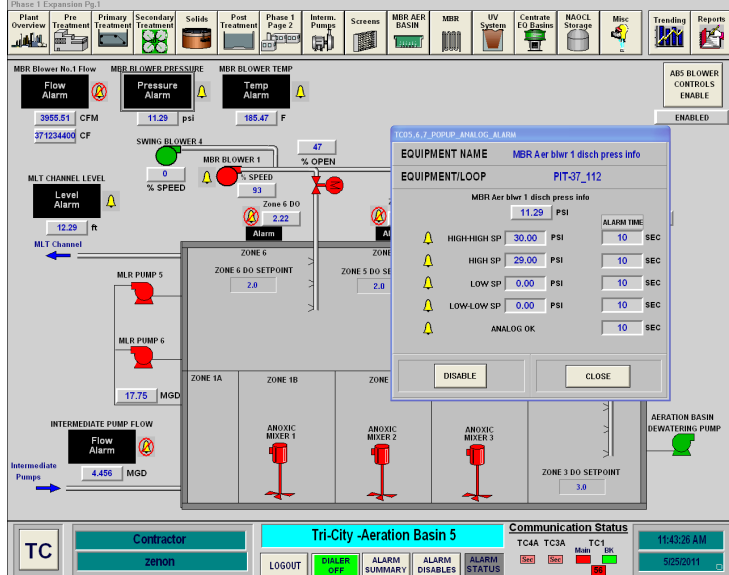 Phase 1 Expansion Pg.1
Plant Overview
Pre Treatment
Primary Treatment
Secondary Treatment
Solids
Post Treatment
Phase 1 Page 2
Interm. Pumps
Screens
MBR AER BASIN
MBR
UV System
Centrate EQ Basins
NAOCL Storage
Misc
Trending
Reports
MBR Blower No.1 Flow
MBR BLOWER PRESSURE
MBR BLOWER TEMP
Flow Alarm
Pressure Alarm
Temp Alarm
3955.51 CFM
11.29 psi
185.47 F
371234400 CF
AB5 BLOWER
CONTROLS
ENABLE
ENABLED
SWING BLOWER 4
0
% SPEED
MBR BLOWER 1
% SPEED
93
47
% OPEN
MLT CHANNEL LEVEL
Level
Alarm
12.29 ft
MLT Channel
Zone 6 DO
2.22
Alarm
ZONE 6
ZONE 6 DO SETPOINT
2.0
ZONE 5 DO SE
2.0
MLR PUMP 5
MLR PUMP 6
17.75 MGD
ZONE 1A
ZONE 1B
ZONE
ANOXIC
MIXER 1
ANOXIC
MIXER 2
ANOXIC
MIXER 3
ZONE 3 DO SETPOINT
3.0
AERATION BASIN
DEWATERING PUMP
INTERMEDIATE PUMP FLOW
Flow
Alarm
4.456 MGD
Intermediate
Pumps
TC05,6,7_POPUP_ANALOG_ALARM
EQUIPMENT NAME MBR Aer blwr 1 disch press info
EQUIPMENT/LOOP PIT-37_112
MBR Aer blwr 1 disch press info
11.29 PSI
ALARM TIME
HIGH-HIGH SP 30.00 PSI 10 SEC
HIGH SP 29.00 PSI 10 SEC
LOW SP 0.00 PSI 10 SEC
LOW-LOW SP 0.00 PSI 10 SEC
ANALOG OK 10 SEC
DISABLE
CLOSE
TC
Contractor
zenon
Tri-City -Aeration Basin 5
LOGOUT
DIALER OFF
ALARM SUMMARY
ALARM DISABLES
ALARM STATUS
Communication Status
TC4A TC3A TC1
Main BK
Sec Sec
11:43:26 AM
5/25/2011